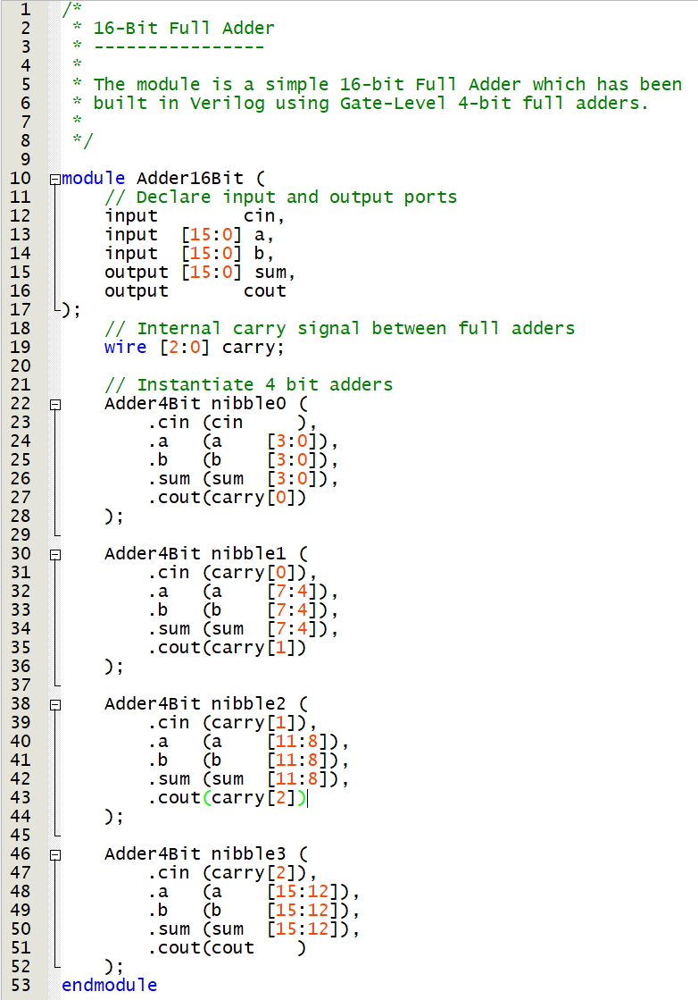 1 /*
2  * 16-Bit Full Adder
3  * ----------------
4  *
5  * The module is a simple 16-bit Full Adder which has been
6  * built in Verilog using Gate-Level 4-bit full adders.
7  *
8  */
9
10 module Adder16Bit (
11     // Declare input and output ports
12     input        cin,
13     input  [15:0] a,
14     input  [15:0] b,
15     output [15:0] sum,
16     output       cout
17 );
18     // Internal carry signal between full adders
19     wire [2:0] carry;
20
21     // Instantiate 4 bit adders
22     Adder4Bit nibble0 (
23         .cin (cin     ),
24         .a   (a    [3:0]),
25         .b   (b    [3:0]),
26         .sum (sum  [3:0]),
27         .cout(carry[0])
28     );
29
30     Adder4Bit nibble1 (
31         .cin (carry[0]),
32         .a   (a    [7:4]),
33         .b   (b    [7:4]),
34         .sum (sum  [7:4]),
35         .cout(carry[1])
36     );
37
38     Adder4Bit nibble2 (
39         .cin (carry[1]),
40         .a   (a    [11:8]),
41         .b   (b    [11:8]),
42         .sum (sum  [11:8]),
43         .cout(carry[2])
44     );
45
46     Adder4Bit nibble3 (
47         .cin (carry[2]),
48         .a   (a    [15:12]),
49         .b   (b    [15:12]),
50         .sum (sum  [15:12]),
51         .cout(cout    )
52     );
53 endmodule